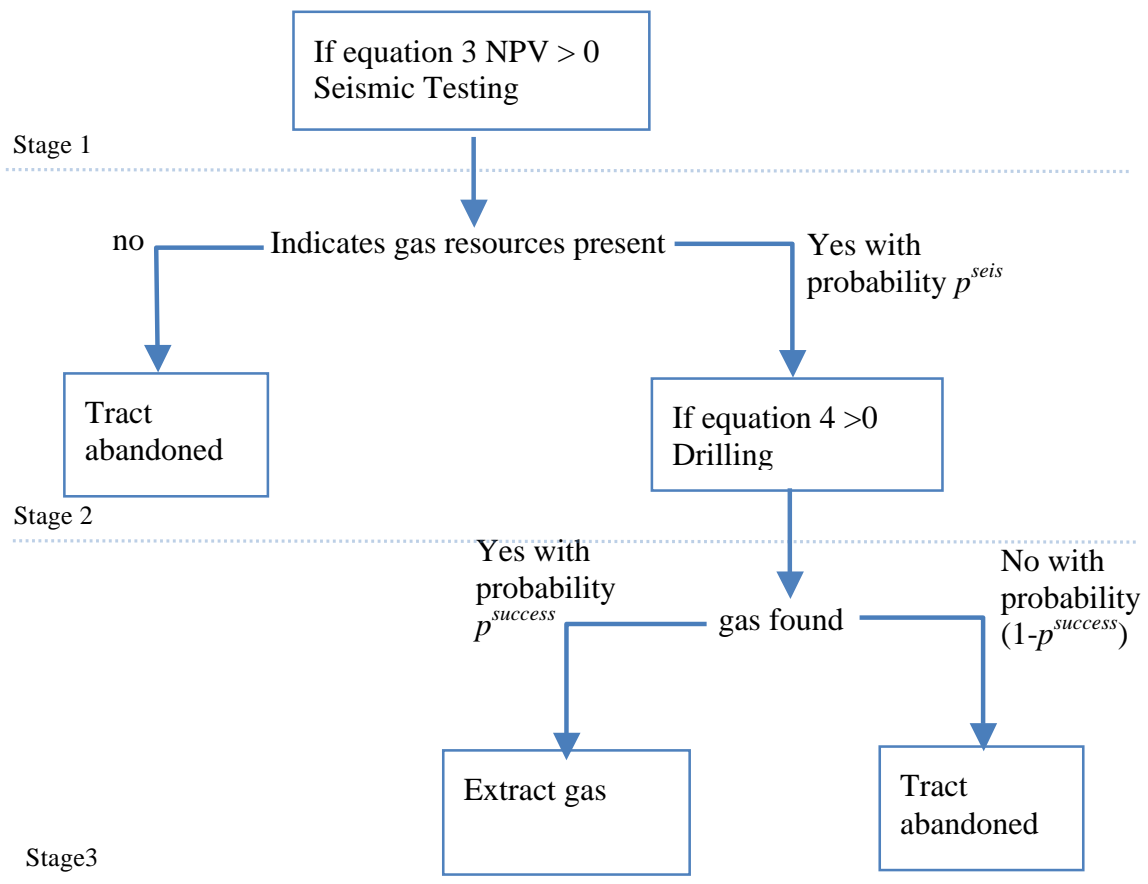 If equation 3 NPV > 0
Seismic Testing
Stage 1
no
Indicates gas resources present
Yes with
probability p^seis
Tract
abandoned
If equation 4 >0
Drilling
Stage 2
Yes with
probability
p^success
gas found
No with
probability
(1-p^success)
Extract gas
Tract
abandoned
Stage3